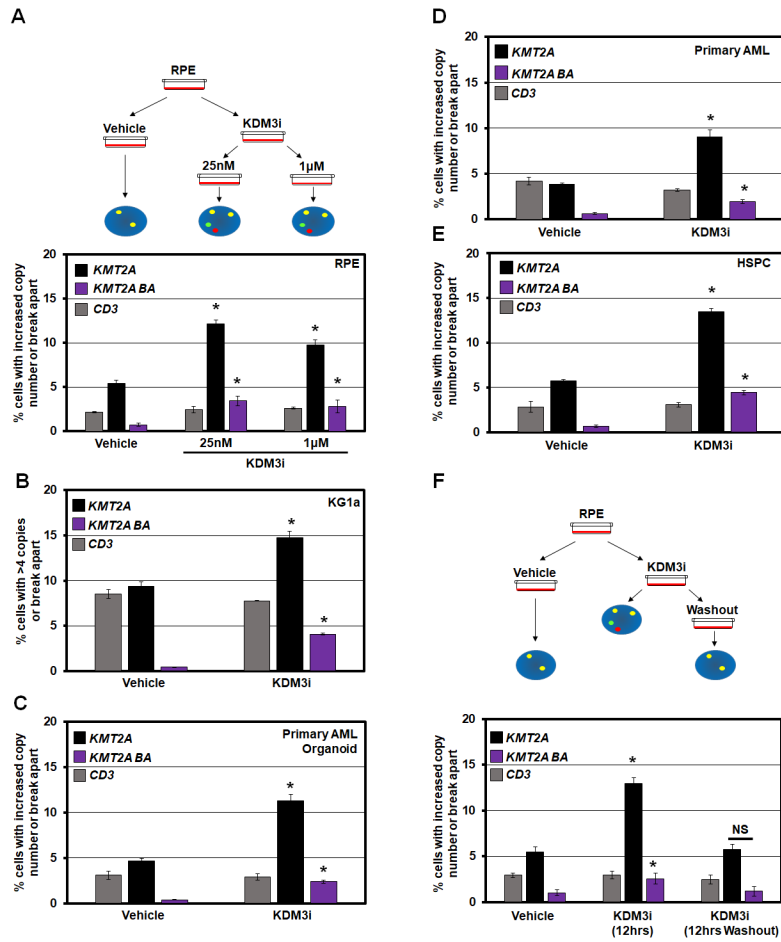 A
RPE
Vehicle
KDM3i
25nM
1µM
% cells with increased copy
number or break apart
20
15
10
5
0
KMT2A
KMT2A BA
CD3
RPE
*
*
*
*
Vehicle
25nM
1µM
KDM3i
B
% cells with >4 copies
or break apart
20
15
10
5
0
KMT2A
KMT2A BA
CD3
KG1a
*
*
Vehicle
KDM3i
C
% cells with increased copy
number or break apart
20
15
10
5
0
KMT2A
KMT2A BA
CD3
Primary AML
Organoid
*
*
Vehicle
KDM3i
D
% cells with increased copy
number or break apart
20
15
10
5
0
KMT2A
KMT2A BA
CD3
Primary AML
*
*
Vehicle
KDM3i
E
% cells with increased copy
number or break apart
20
15
10
5
0
KMT2A
KMT2A BA
CD3
HSPC
*
*
Vehicle
KDM3i
F
RPE
Vehicle
KDM3i
Washout
% cells with increased copy
number or break apart
20
15
10
5
0
KMT2A
KMT2A BA
CD3
*
*
NS
Vehicle
KDM3i
(12hrs)
KDM3i
(12hrs Washout)